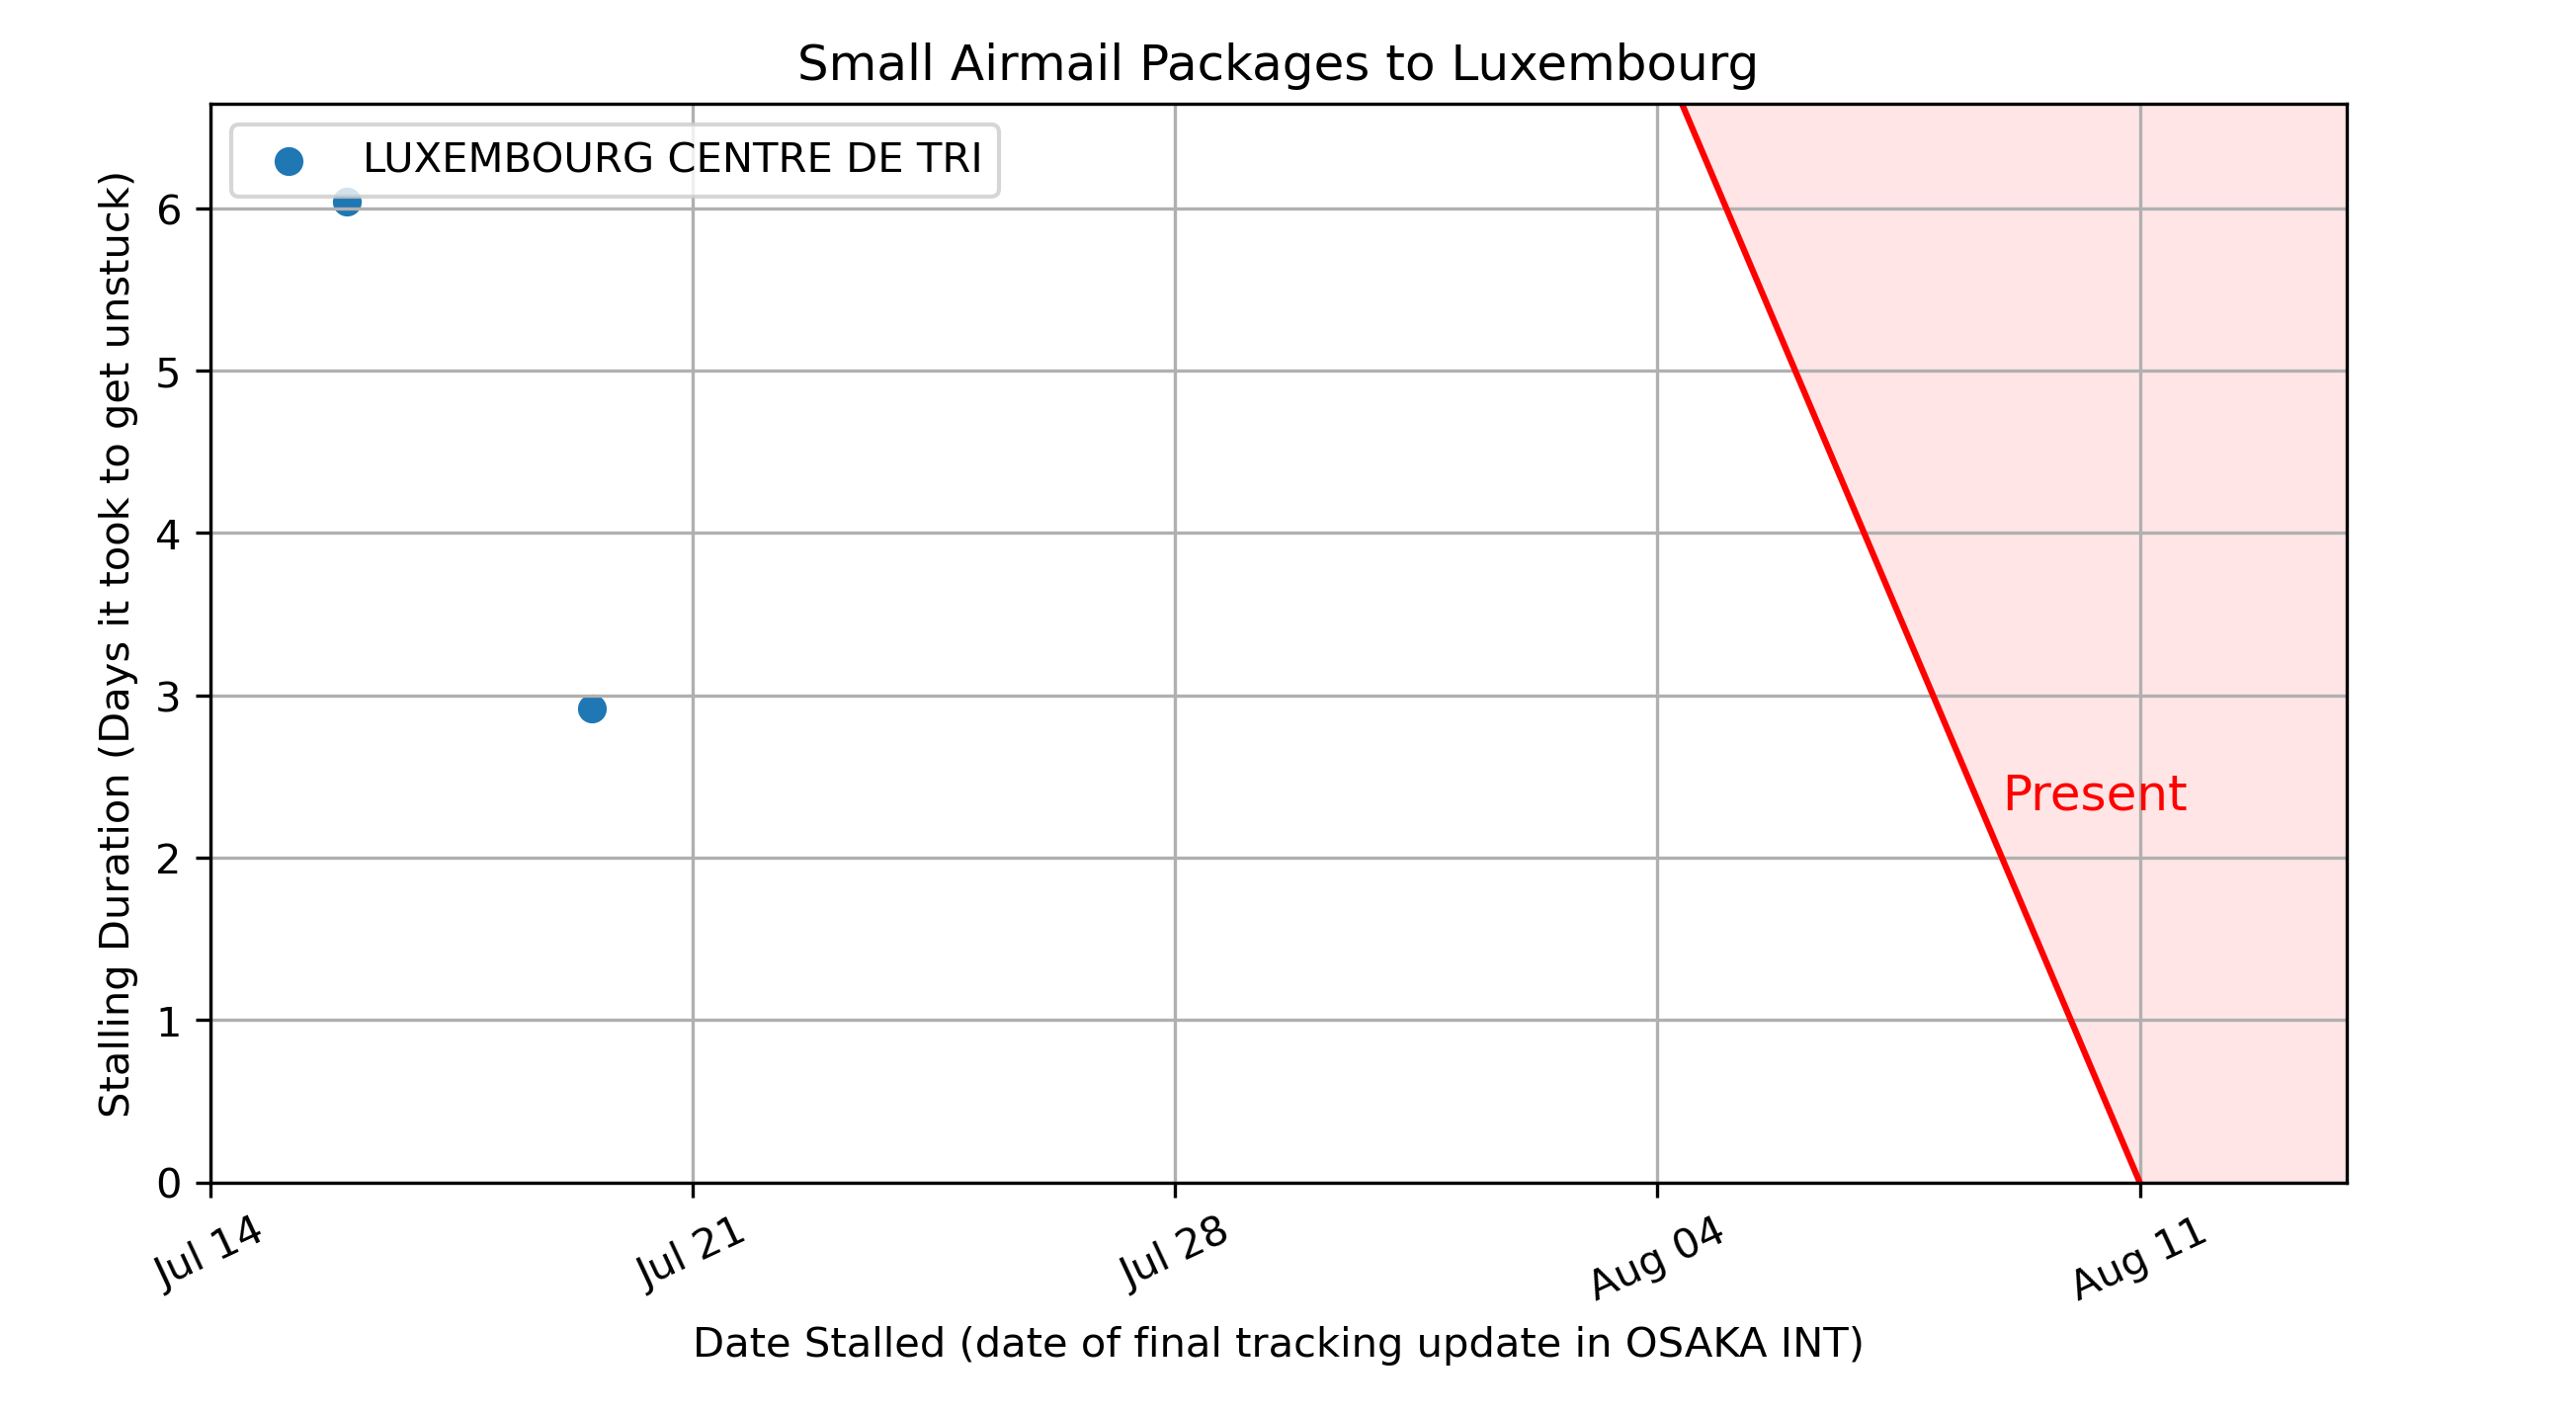 Small Airmail Packages to Luxembourg
LUXEMBOURG CENTRE DE TRI
Stalling Duration (Days it took to get unstuck)
6
5
4
3
2
1
0
Present
Jul 14
Jul 21
Jul 28
Aug 04
Aug 11
Date Stalled (date of final tracking update in OSAKA INT)